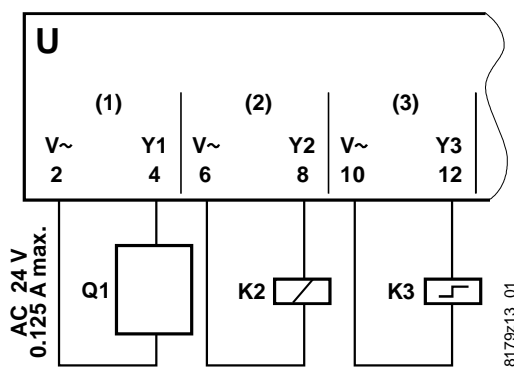 U
(1) (2) (3)
V~ Y1 V~ Y2 V~ Y3
2 4 6 8 10 12
AC 24 V
0.125 A max.
Q1 K2 K3
8179z13_01